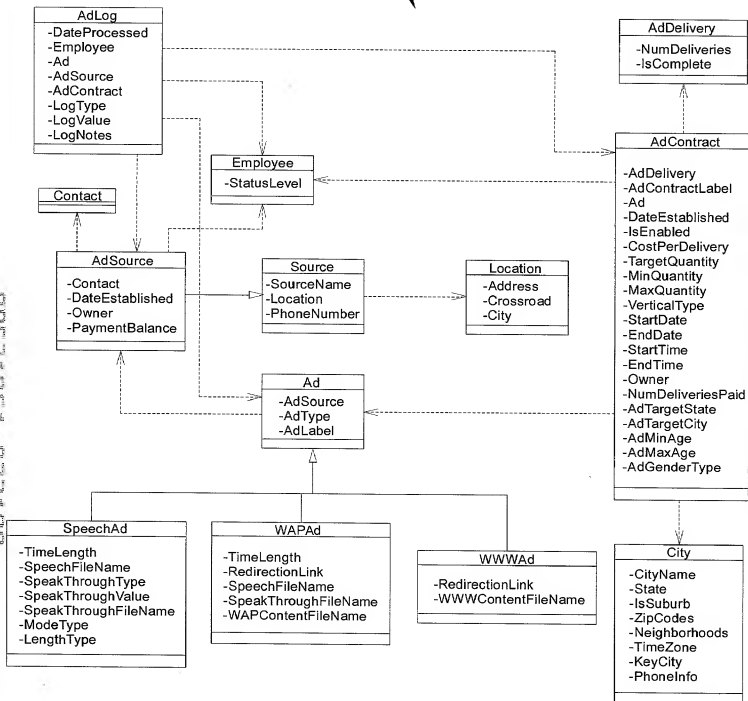 AdLog
-DateProcessed
-Employee
-Ad
-AdSource
-AdContract
-LogType
-LogValue
-LogNotes
AdDelivery
-NumDeliveries
-IsComplete
Employee
-StatusLevel
AdContract
-AdDelivery
-AdContractLabel
-Ad
-DateEstablished
-IsEnabled
-CostPerDelivery
-TargetQuantity
-MinQuantity
-MaxQuantity
-VerticalType
-StartDate
-EndDate
-StartTime
-EndTime
-Owner
-NumDeliveriesPaid
-AdTargetState
-AdTargetCity
-AdMinAge
-AdMaxAge
-AdGenderType
Contact
AdSource
-Contact
-DateEstablished
-Owner
-PaymentBalance
Source
-SourceName
-Location
-PhoneNumber
Location
-Address
-Crossroad
-City
Ad
-AdSource
-AdType
-AdLabel
SpeechAd
-TimeLength
-SpeechFileName
-SpeakThroughType
-SpeakThroughValue
-SpeakThroughFileName
-ModeType
-LengthType
WAPAd
-TimeLength
-RedirectionLink
-SpeechFileName
-SpeakThroughFileName
-WAPContentFileName
WWWAd
-RedirectionLink
-WWWContentFileName
City
-CityName
-State
-IsSuburb
-ZipCodes
-Neighborhoods
-TimeZone
-KeyCity
-PhoneInfo